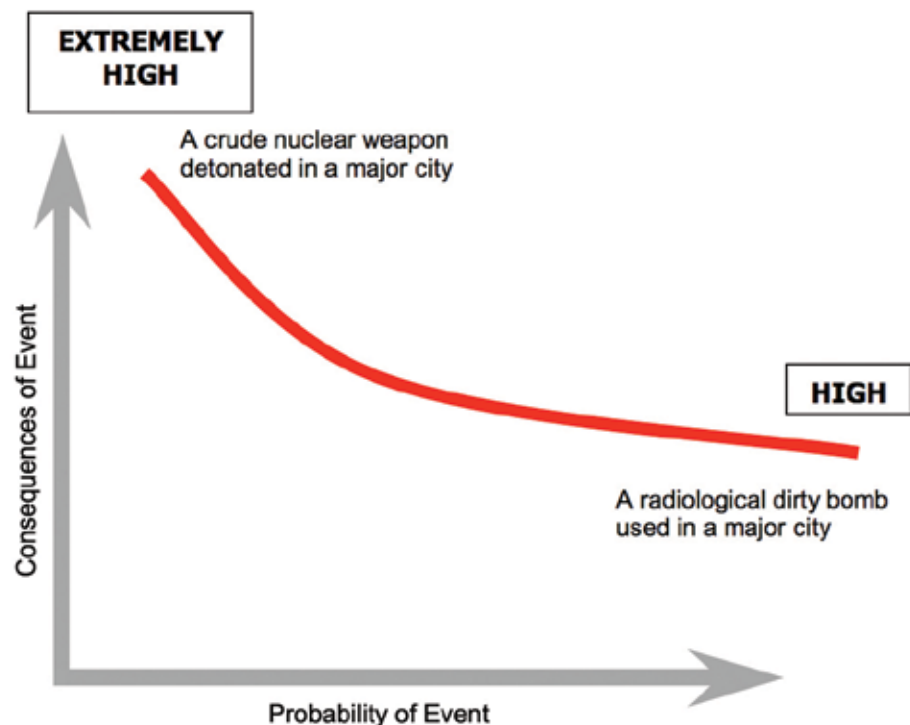 EXTREMELY
HIGH
A crude nuclear weapon
detonated in a major city
Consequences of Event
HIGH
A radiological dirty bomb
used in a major city
Probability of Event